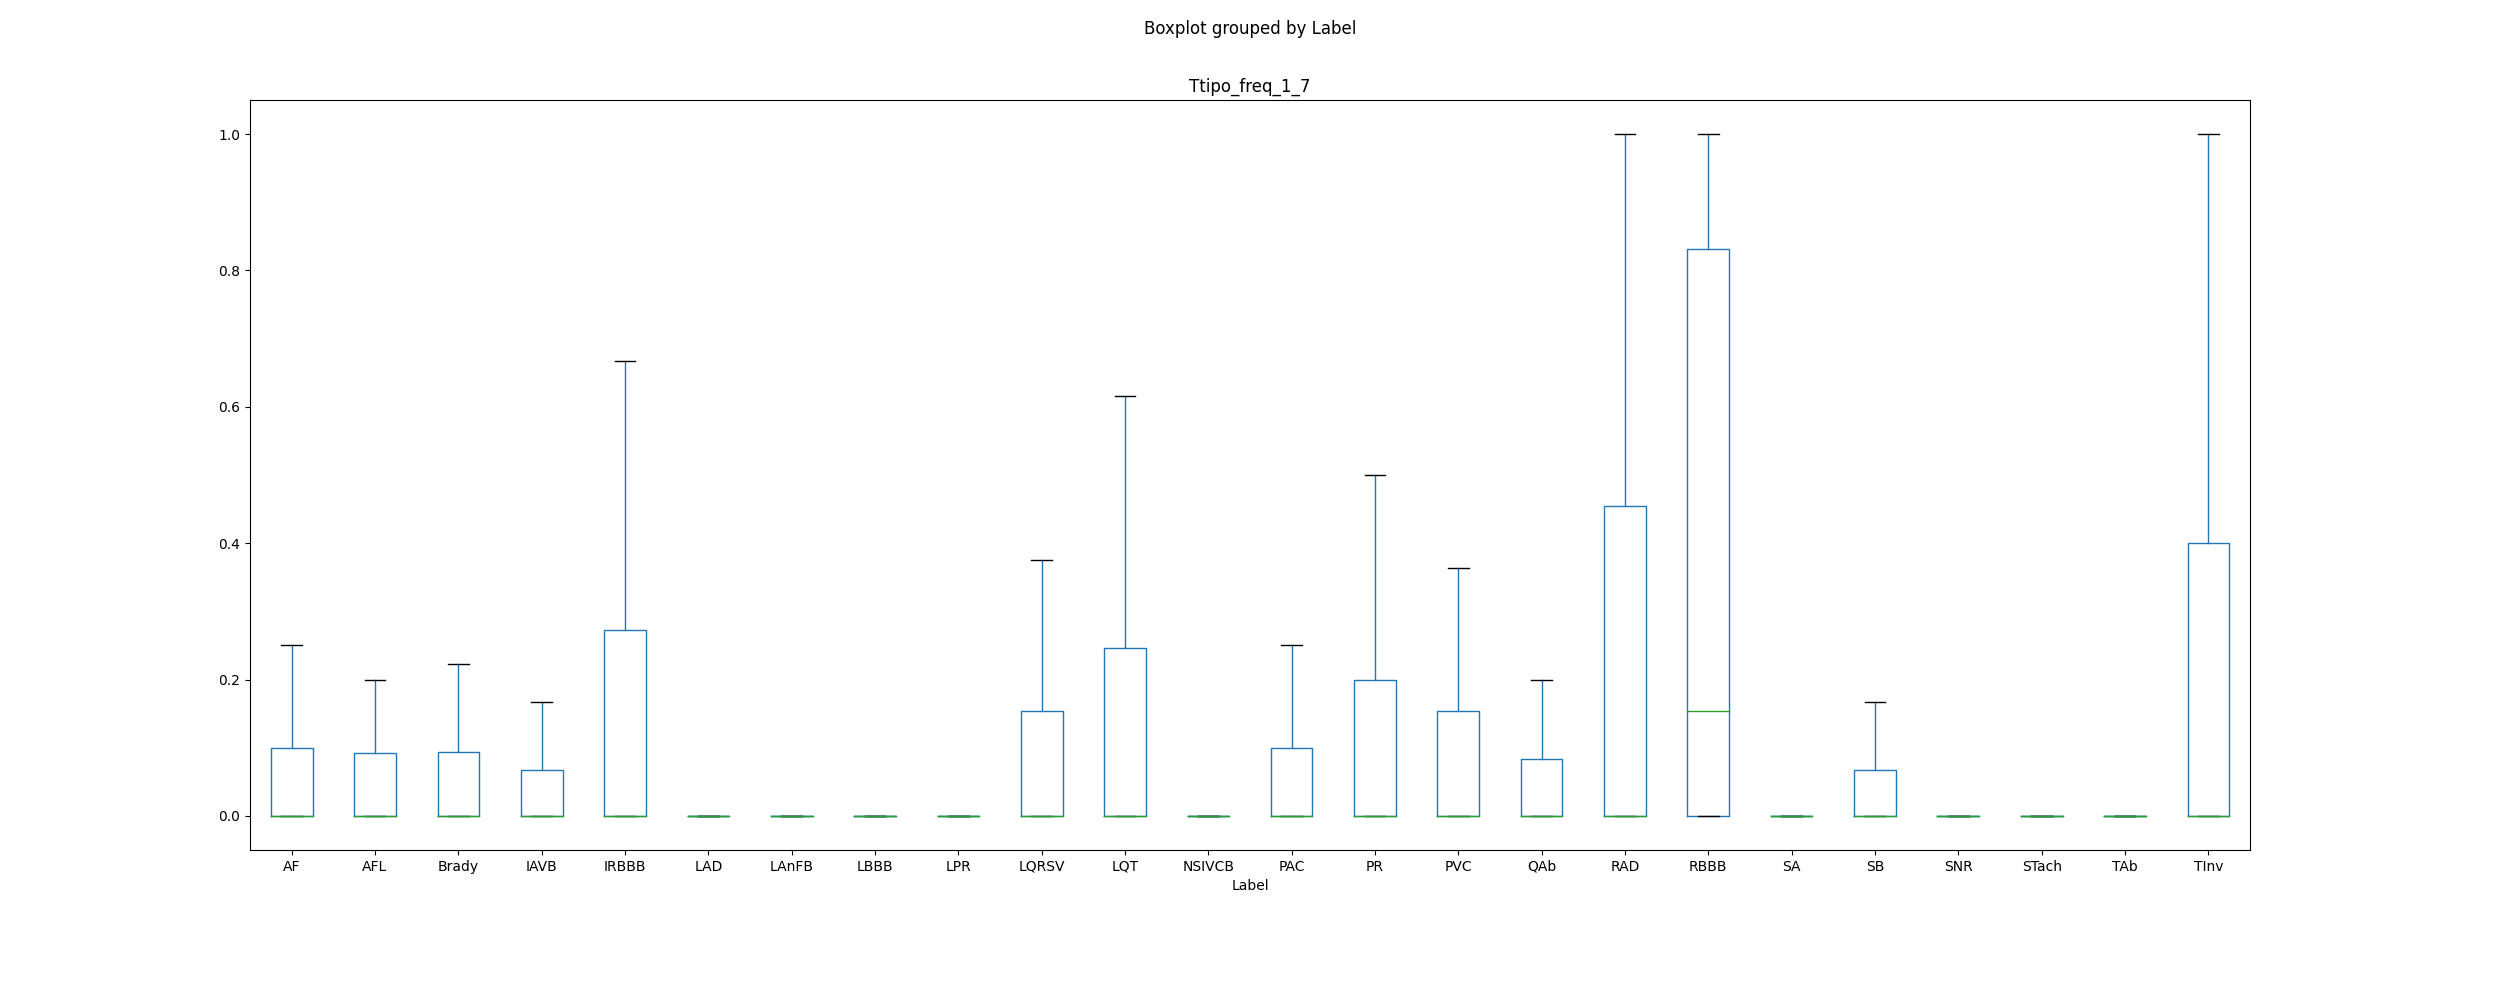 Boxplot grouped by Label
Ttipo_freq_1_7
1.0
0.8
0.6
0.4
0.2
0.0
AF AFL Brady IAVB IRBBB LAD LAnFB LBBB LPR LQRSV LQT NSIVCB PAC PR PVC QAb RAD RBBB SA SB SNR STach TAb TInv
Label